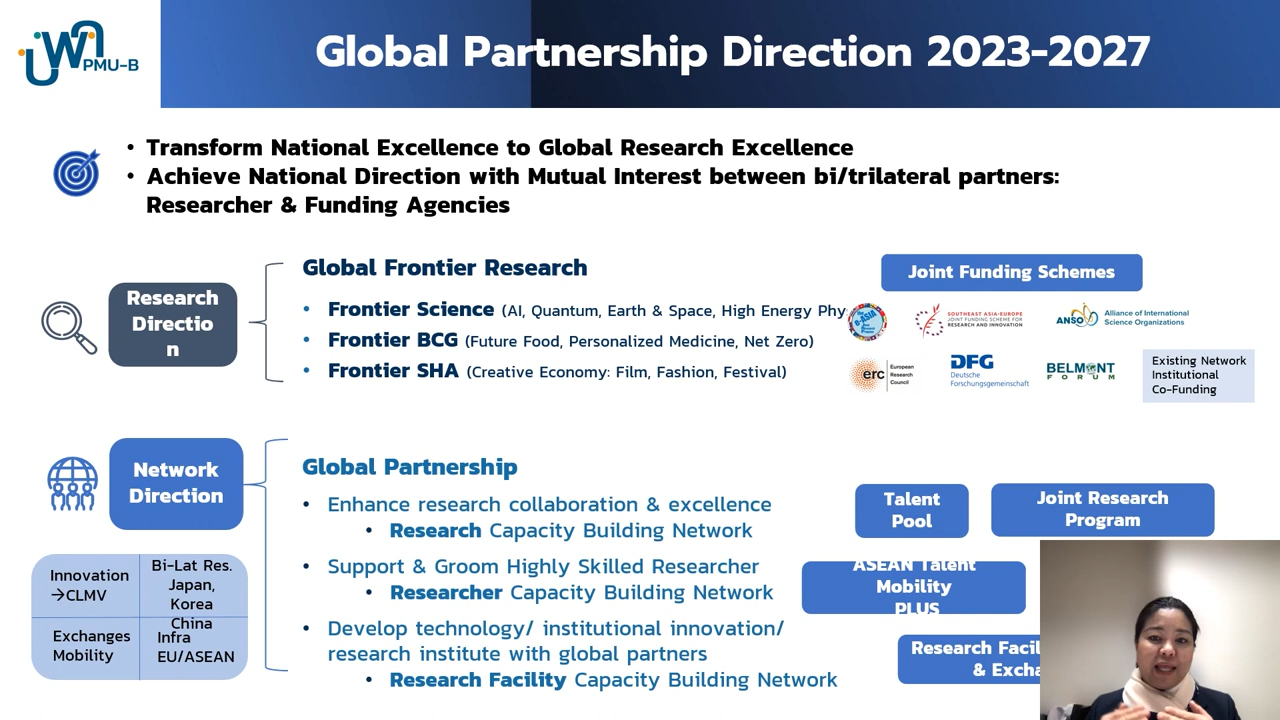 PMU-B
Global Partnership Direction 2023-2027
• Transform National Excellence to Global Research Excellence
• Achieve National Direction with Mutual Interest between bi/trilateral partners:
Researcher & Funding Agencies
Research
Directio
n
Global Frontier Research
• Frontier Science (AI, Quantum, Earth & Space, High Energy Phy
• Frontier BCG (Future Food, Personalized Medicine, Net Zero)
• Frontier SHA (Creative Economy: Film, Fashion, Festival)
Joint Funding Schemes
SOUTHEAST ASIA-EUROPE
JOINT FUNDING SCHEME FOR
RESEARCH AND INNOVATION
ANSO
Alliance of International
Science Organizations
erc
European
Research
Council
DFG
Deutsche
Forschungsgemeinschaft
BELMONT
FORUM
Existing Network
Institutional
Co-Funding
Network
Direction
Global Partnership
• Enhance research collaboration & excellence
• Research Capacity Building Network
• Support & Groom Highly Skilled Researcher
• Researcher Capacity Building Network
• Develop technology/ institutional innovation/
research institute with global partners
• Research Facility Capacity Building Network
Talent
Pool
Joint Research
Program
ASEAN Talent
Mobility
PLUS
Research Facil
& Excha
Innovation
→CLMV
Bi-Lat Res.
Japan,
Korea
China
Exchanges
Mobility
Infra
EU/ASEAN